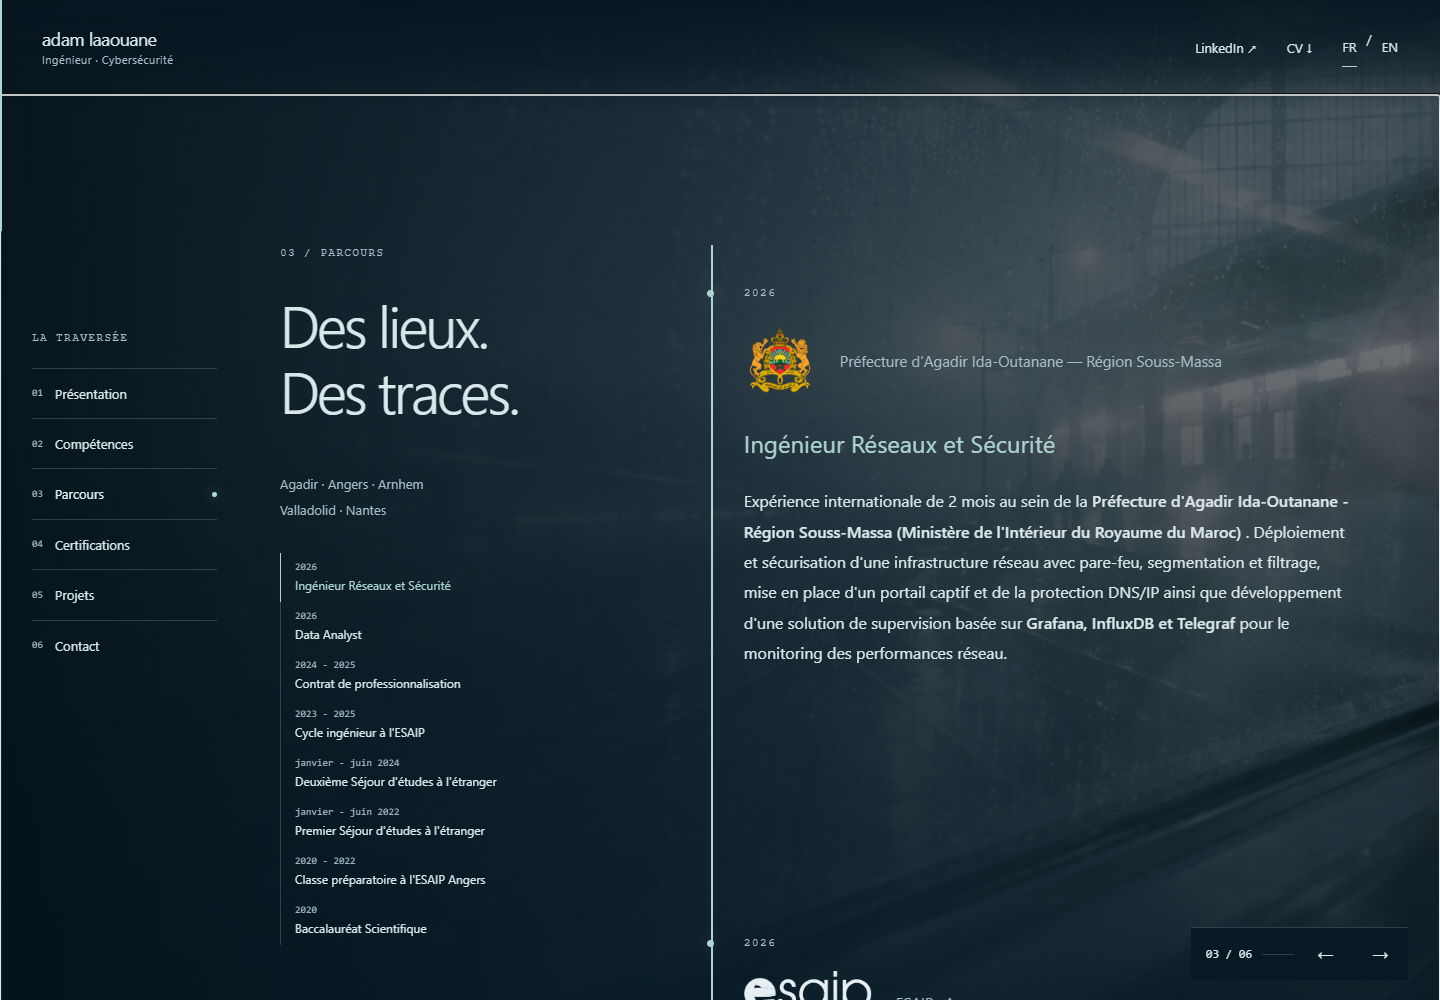 adam laaouane
Ingénieur · Cybersécurité
LinkedIn ↗ CV ↓ FR / EN
LA TRAVERSÉE
01 Présentation
02 Compétences
03 Parcours
04 Certifications
05 Projets
06 Contact
03 / PARCOURS
Des lieux.
Des traces.
Agadir · Angers · Arnhem
Valladolid · Nantes
2026
Ingénieur Réseaux et Sécurité
2026
Data Analyst
2024 - 2025
Contrat de professionnalisation
2023 - 2025
Cycle ingénieur à l'ESAIP
janvier - juin 2024
Deuxième Séjour d'études à l'étranger
janvier - juin 2022
Premier Séjour d'études à l'étranger
2020 - 2022
Classe préparatoire à l'ESAIP Angers
2020
Baccalauréat Scientifique
2026
Préfecture d’Agadir Ida-Outanane — Région Souss-Massa
Ingénieur Réseaux et Sécurité
Expérience internationale de 2 mois au sein de la Préfecture d'Agadir Ida-Outanane -
Région Souss-Massa (Ministère de l'Intérieur du Royaume du Maroc) . Déploiement
et sécurisation d'une infrastructure réseau avec pare-feu, segmentation et filtrage,
mise en place d'un portail captif et de la protection DNS/IP ainsi que développement
d'une solution de supervision basée sur Grafana, InfluxDB et Telegraf pour le
monitoring des performances réseau.
2026
esaip
03 / 06 ← →